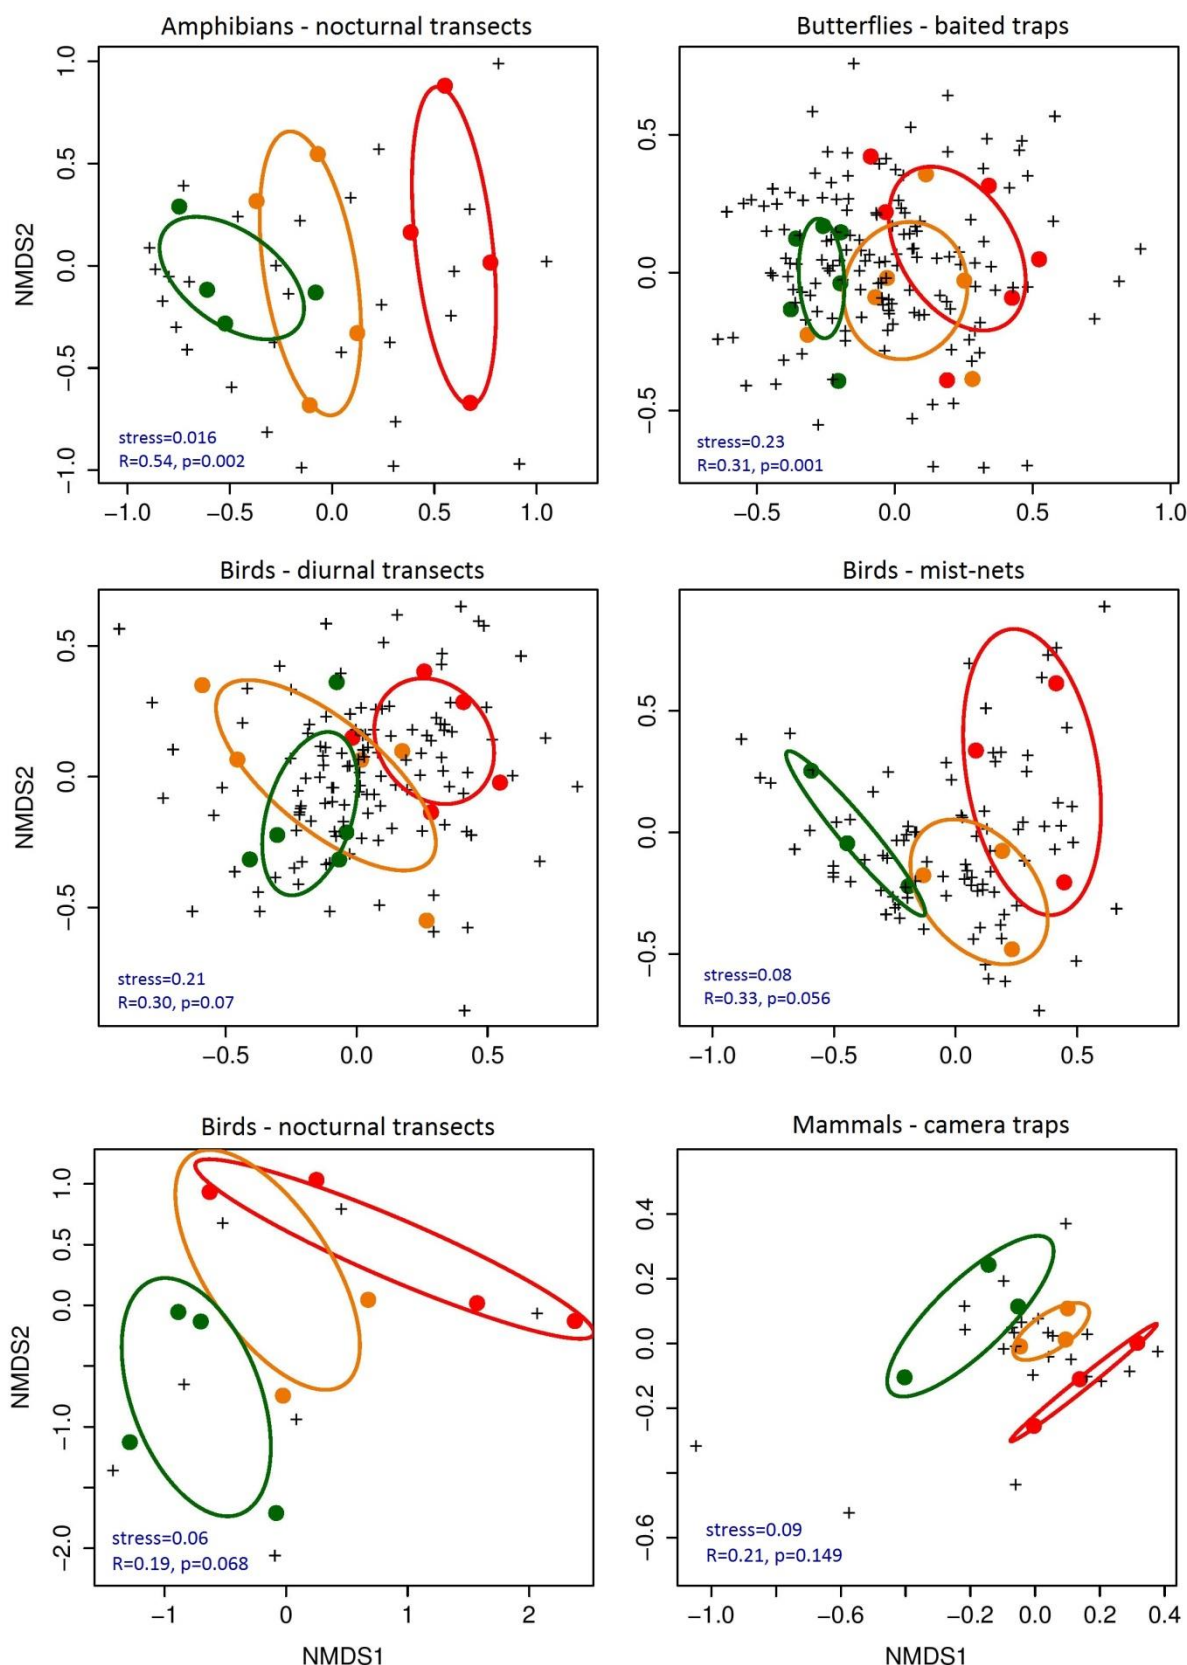 Amphibians - nocturnal transects
NMDS2
1.0
0.5
0.0
−0.5
−1.0
stress=0.016
R=0.54, p=0.002
−1.0 −0.5 0.0 0.5 1.0
Butterflies - baited traps
0.5
0.0
−0.5
stress=0.23
R=0.31, p=0.001
−0.5 0.0 0.5 1.0
Birds - diurnal transects
NMDS2
0.5
0.0
−0.5
stress=0.21
R=0.30, p=0.07
−0.5 0.0 0.5
Birds - mist-nets
0.5
0.0
−0.5
stress=0.08
R=0.33, p=0.056
−1.0 −0.5 0.0 0.5
Birds - nocturnal transects
NMDS2
1.0
0.5
0.0
−1.0
−2.0
stress=0.06
R=0.19, p=0.068
−1 0 1 2
NMDS1
Mammals - camera traps
0.4
0.2
0.0
−0.2
−0.6
stress=0.09
R=0.21, p=0.149
−1.0 −0.6 −0.2 0.0 0.2 0.4
NMDS1